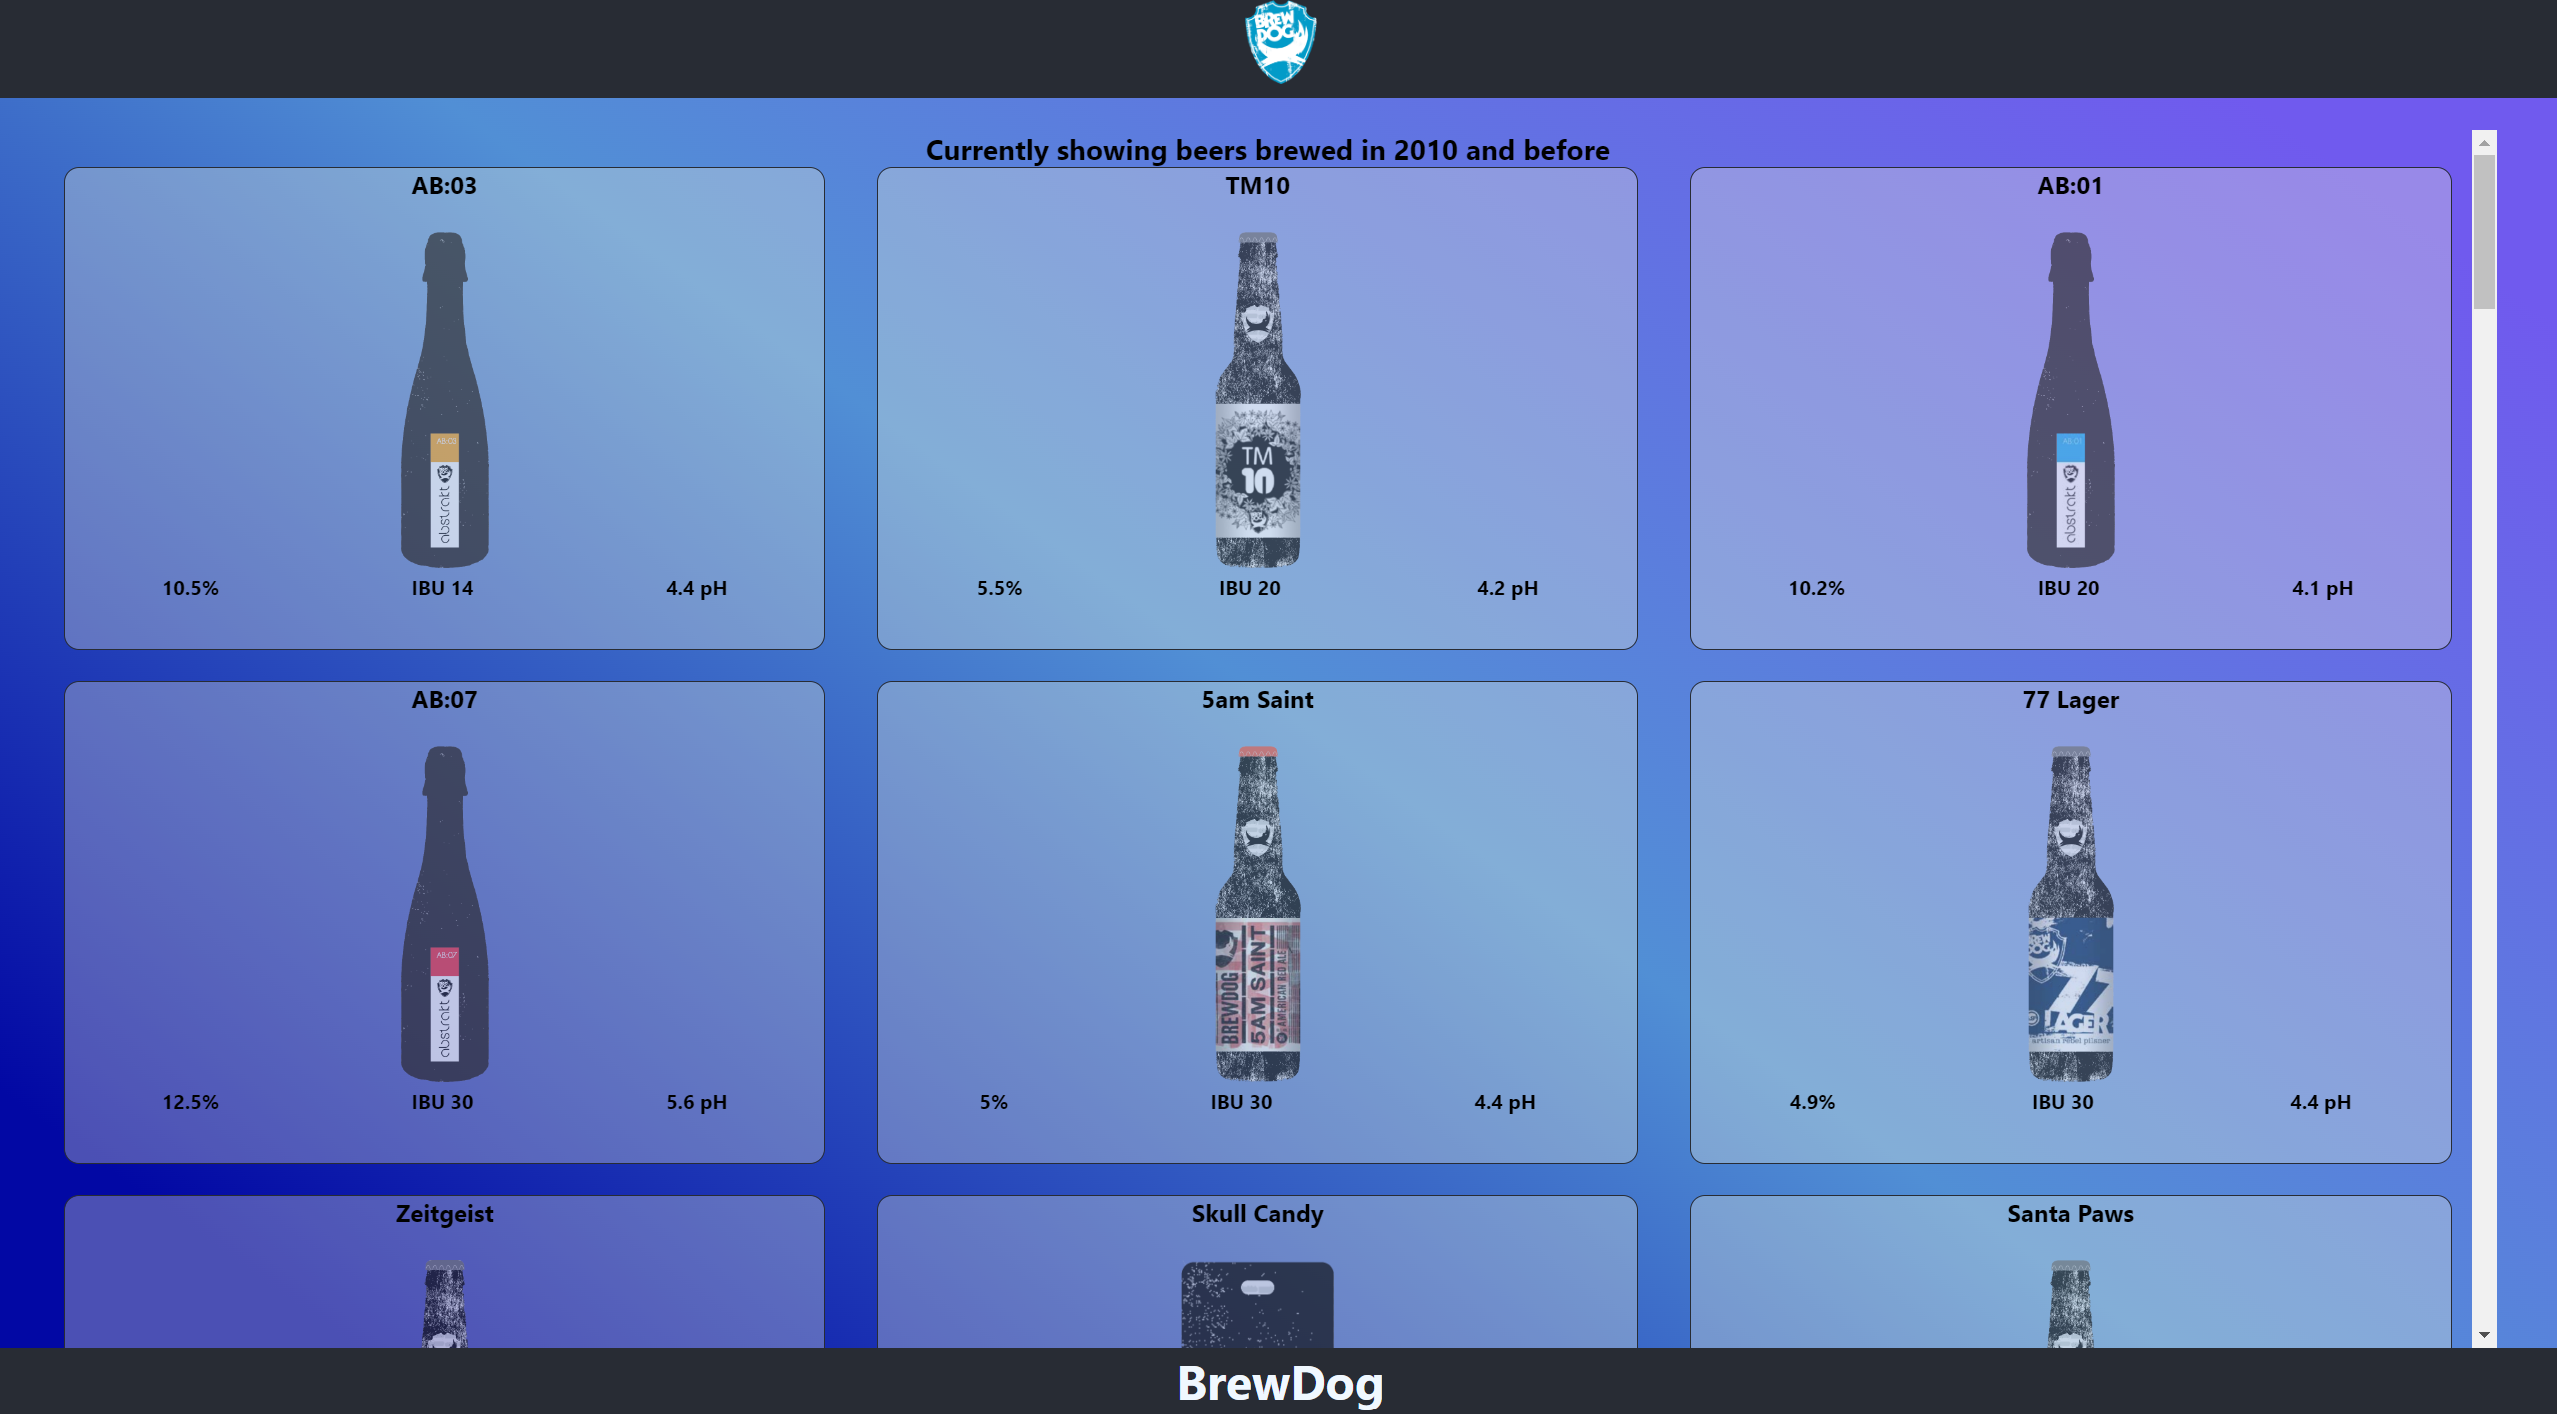 BREW
DOG
Currently showing beers brewed in 2010 and before
AB:03
TM10
AB:01
AB:03
abstrakt
TM
10
AB:01
abstrakt
10.5%
IBU 14
4.4 pH
5.5%
IBU 20
4.2 pH
10.2%
IBU 20
4.1 pH
AB:07
5am Saint
77 Lager
AB:07
abstrakt
BREWDOG
5AM SAINT
AMERICAN RED ALE
BREW
DOG
77
LAGER
artisan rebel pilsner
12.5%
IBU 30
5.6 pH
5%
IBU 30
4.4 pH
4.9%
IBU 30
4.4 pH
Zeitgeist
Skull Candy
Santa Paws
BrewDog